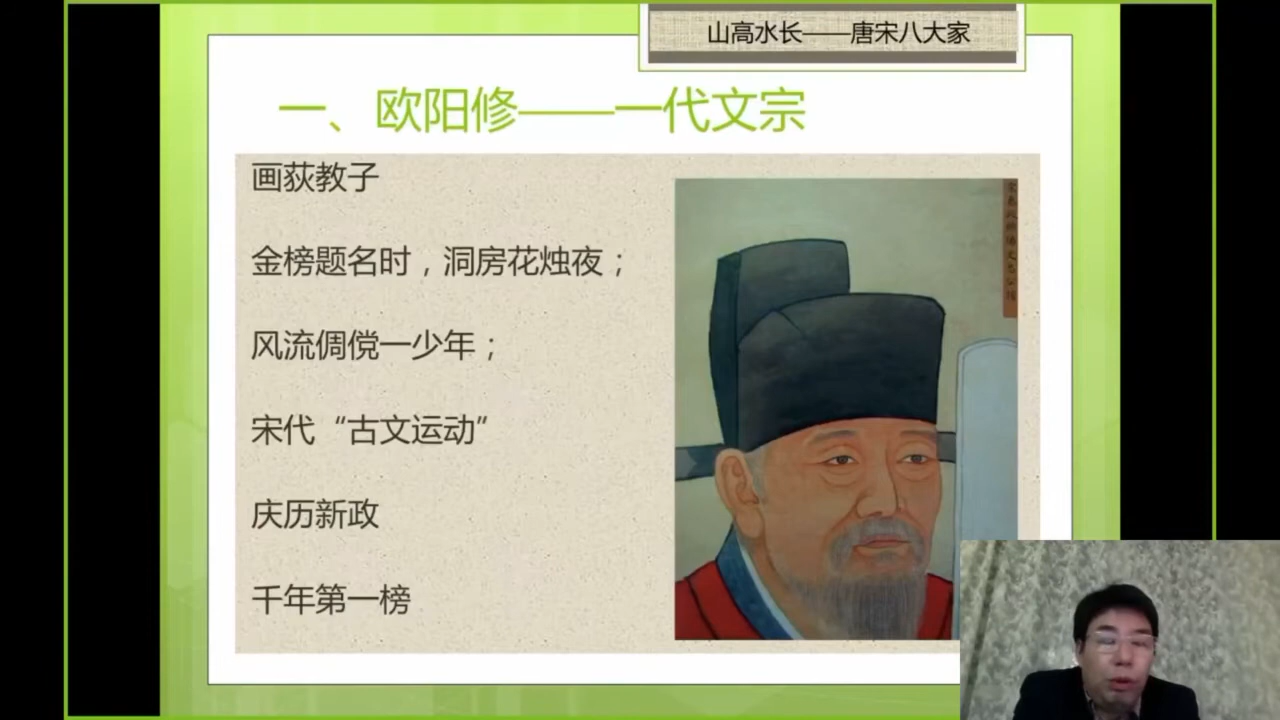 山高水长——唐宋八大家
一、欧阳修——一代文宗
画荻教子
金榜题名时，洞房花烛夜；
风流倜傥一少年；
宋代“古文运动”
庆历新政
千年第一榜